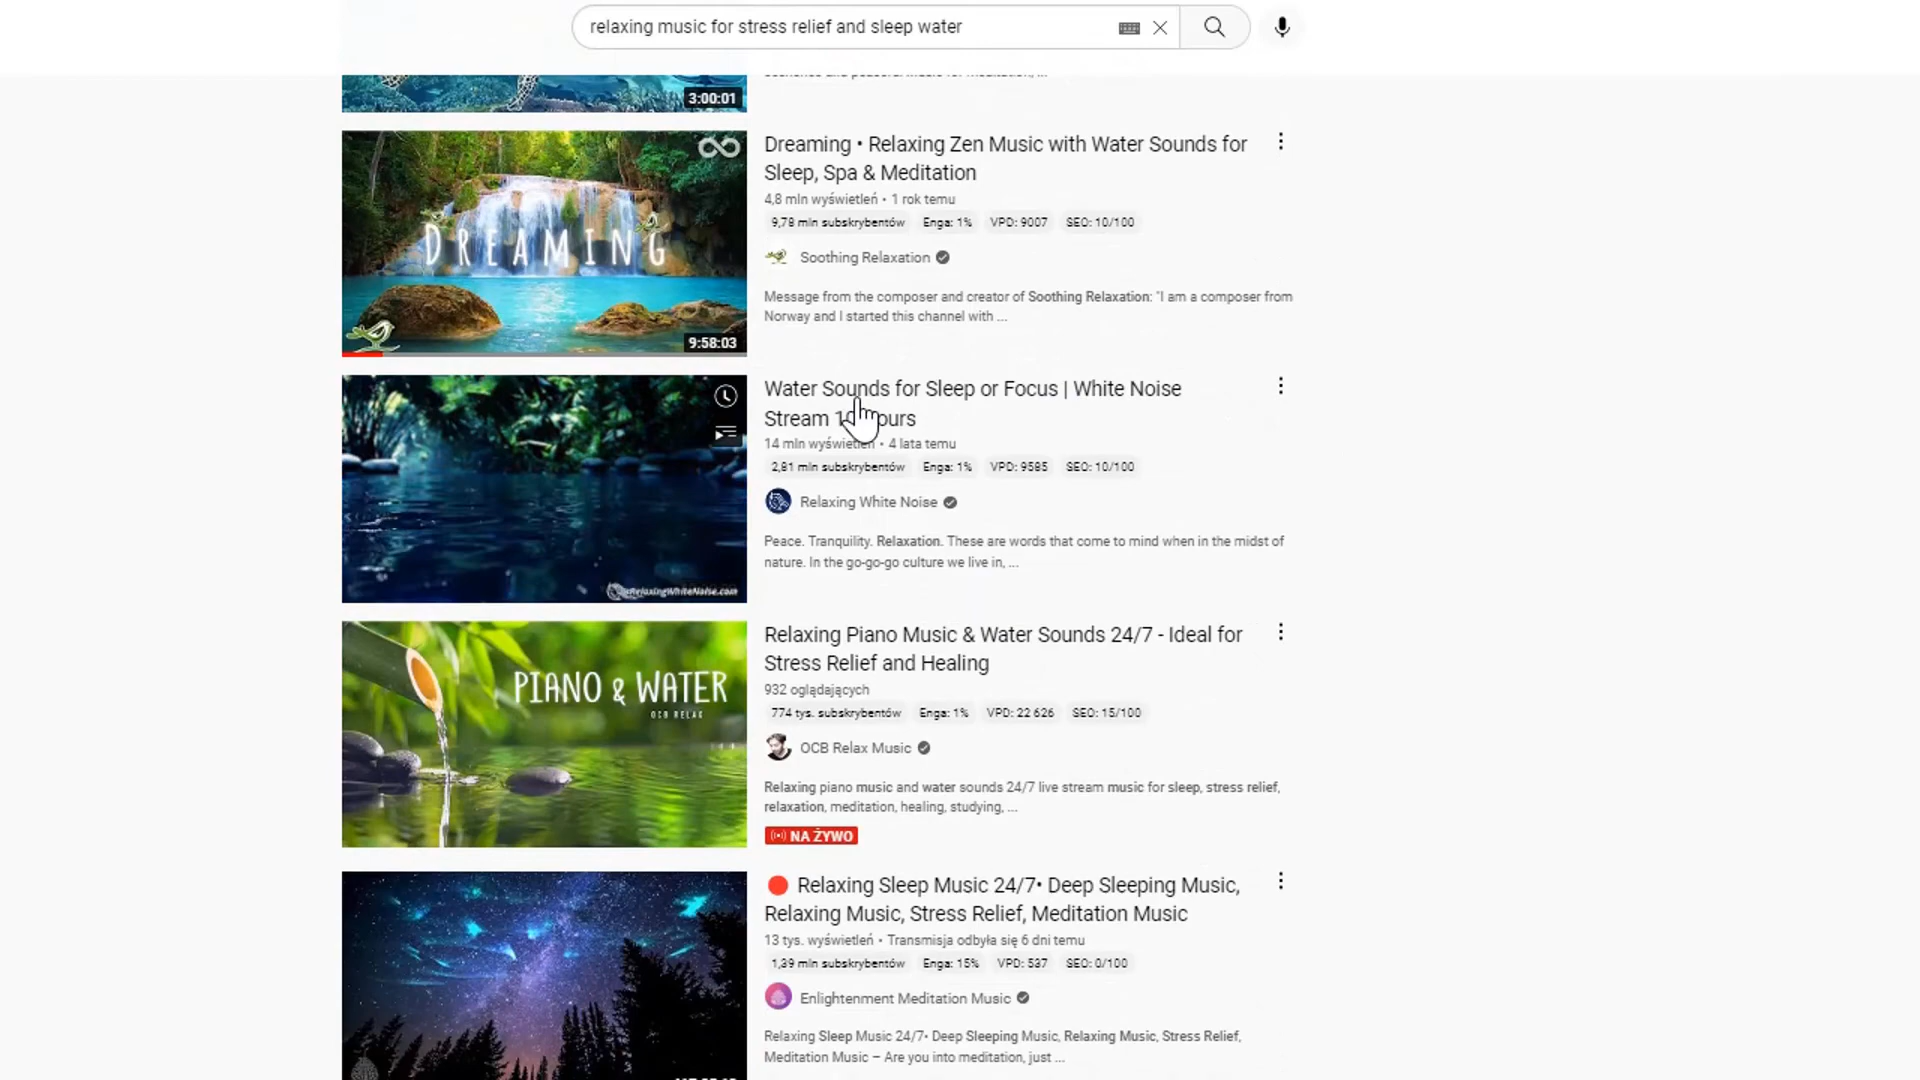 relaxing music for stress relief and sleep water
3:00:01
Dreaming • Relaxing Zen Music with Water Sounds for
Sleep, Spa & Meditation
4,8 mln wyświetleń • 1 rok temu
9,78 mln subskrybentów Enga: 1% VPD: 9007 SEO: 10/100
Soothing Relaxation
Message from the composer and creator of Soothing Relaxation: "I am a composer from
Norway and I started this channel with ...
DREAMING
9:58:03
Water Sounds for Sleep or Focus | White Noise
Stream 10 Hours
14 mln wyświetleń • 4 lata temu
2,81 mln subskrybentów Enga: 1% VPD: 9585 SEO: 10/100
Relaxing White Noise
Peace. Tranquility. Relaxation. These are words that come to mind when in the midst of
nature. In the go-go-go culture we live in, ...
RelaxingWhiteNoise.com
Relaxing Piano Music & Water Sounds 24/7 - Ideal for
Stress Relief and Healing
932 oglądających
774 tys. subskrybentów Enga: 1% VPD: 22 626 SEO: 15/100
OCB Relax Music
Relaxing piano music and water sounds 24/7 live stream music for sleep, stress relief,
relaxation, meditation, healing, studying, ...
NA ŻYWO
PIANO & WATER
OCB RELAX
Relaxing Sleep Music 24/7• Deep Sleeping Music,
Relaxing Music, Stress Relief, Meditation Music
13 tys. wyświetleń • Transmisja odbyła się 6 dni temu
1,39 mln subskrybentów Enga: 15% VPD: 537 SEO: 0/100
Enlightenment Meditation Music
Relaxing Sleep Music 24/7• Deep Sleeping Music, Relaxing Music, Stress Relief,
Meditation Music – Are you into meditation, just ...